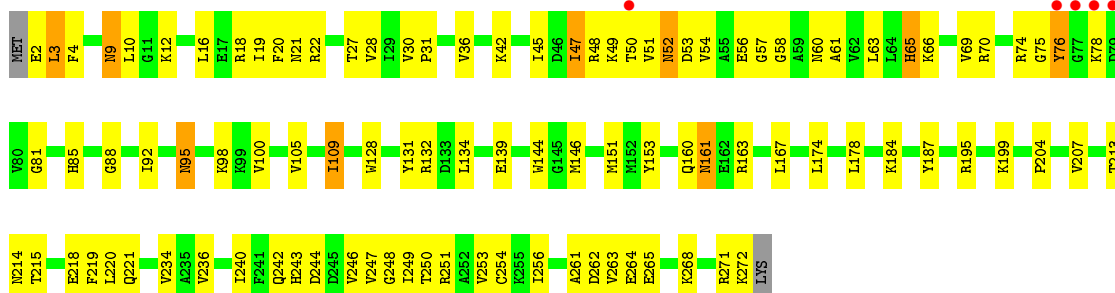 MET E2 L3 F4 N9 L10 G11 K12 L16 E17 R18 I19 F20 N21 R22 T27 V28 I29 V30 P31 V36 K42 I45 D46 I47 R48 K49 T50 V51 N52 D53 V54 A55 E56 G57 G58 A59 N60 A61 V62 L63 L64 H65 K66 V69 R70 R74 G75 Y76 G77 K78
V80 G81 H85 G88 I92 N95 K98 K99 V100 V105 I109 W128 Y131 R132 D133 L134 E139 W144 G145 M146 M151 M152 Y153 Q160 N161 E162 R163 L167 L174 L178 K184 Y187 R195 K199 P204 V207 T213
N214 T215 E218 F219 L220 Q221 V234 A235 V236 I240 F241 Q242 H243 D244 D245 V246 V247 G248 I249 T250 R251 A252 V253 C254 K255 I256 A261 D262 V263 E264 E265 K268 R271 K272 LYS